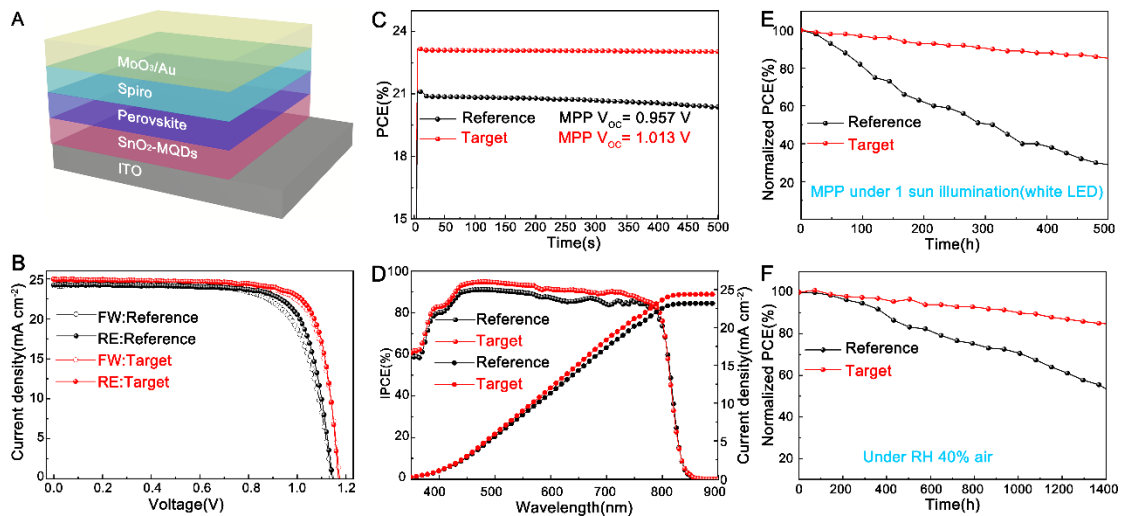 A
MoO₃/Au
Spiro
Perovskite
SnO₂-MQDs
ITO
B
25
20
15
10
5
0
Current density(mA cm⁻²)
FW:Reference
RE:Reference
FW:Target
RE:Target
0.0 0.2 0.4 0.6 0.8 1.0 1.2
Voltage(V)
C
24
21
18
15
PCE(%)
Reference MPP V_OC= 0.957 V
Target MPP V_OC= 1.013 V
0 50 100 150 200 250 300 350 400 450 500
Time(s)
D
100
80
60
40
20
0
IPCE(%)
Reference
Target
Reference
Target
25
20
15
10
5
0
Current density(mA cm⁻²)
400 500 600 700 800 900
Wavelength(nm)
E
100
80
60
40
20
Normalized PCE(%)
Reference
Target
MPP under 1 sun illumination(white LED)
0 100 200 300 400 500
Time(h)
F
100
80
60
40
Normalized PCE(%)
Reference
Target
Under RH 40% air
0 200 400 600 800 1000 1200 1400
Time(h)